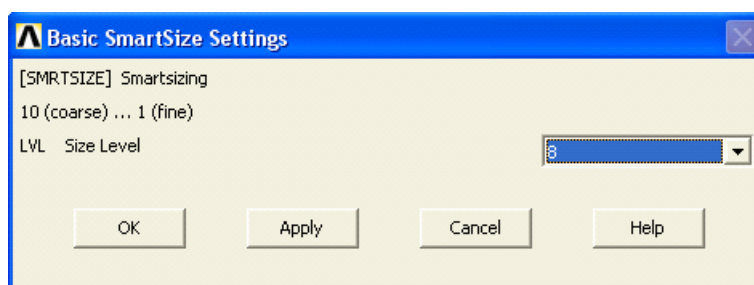 Basic SmartSize Settings
[SMRTSIZE] Smartsizing
10 (coarse) ... 1 (fine)
LVL Size Level 8
OK Apply Cancel Help